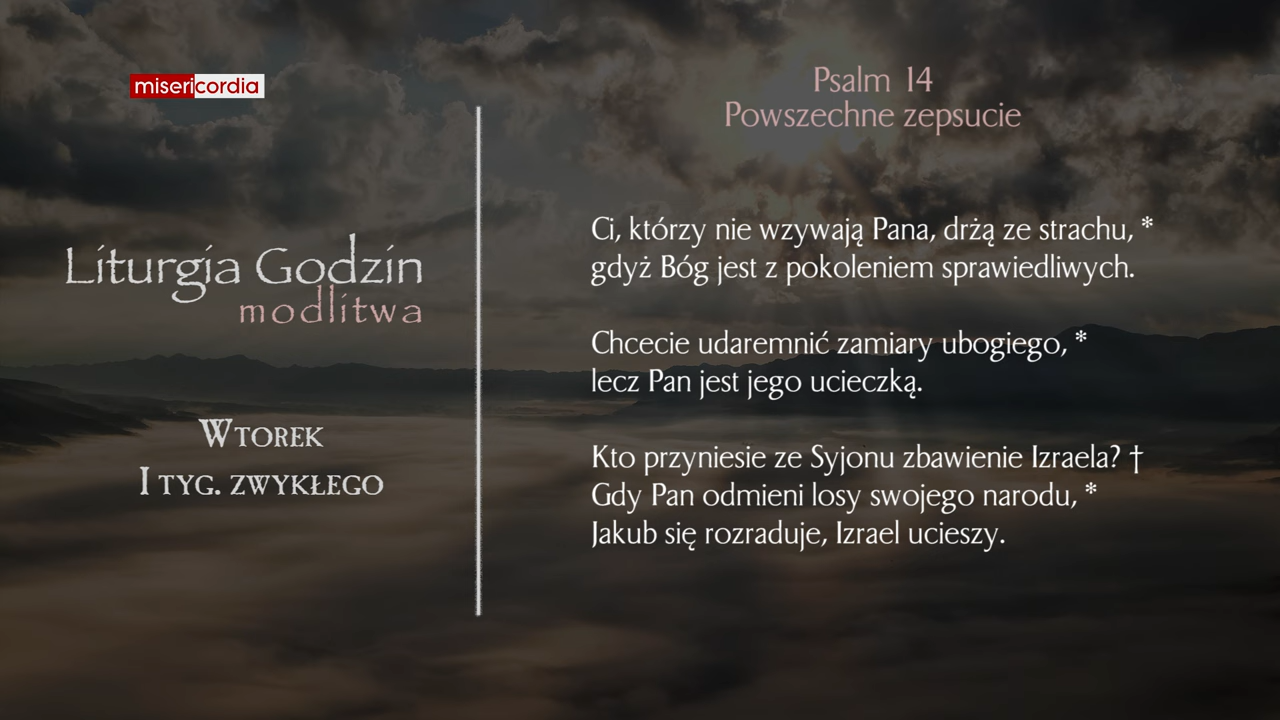 misericordia
Liturgia Godzin
modlitwa
Wtorek
I tyg. zwykłego
Psalm 14
Powszechne zepsucie
Ci, którzy nie wzywają Pana, drżą ze strachu, *
gdyż Bóg jest z pokoleniem sprawiedliwych.
Chcecie udaremnić zamiary ubogiego, *
lecz Pan jest jego ucieczką.
Kto przyniesie ze Syjonu zbawienie Izraela? †
Gdy Pan odmieni losy swojego narodu, *
Jakub się rozraduje, Izrael ucieszy.